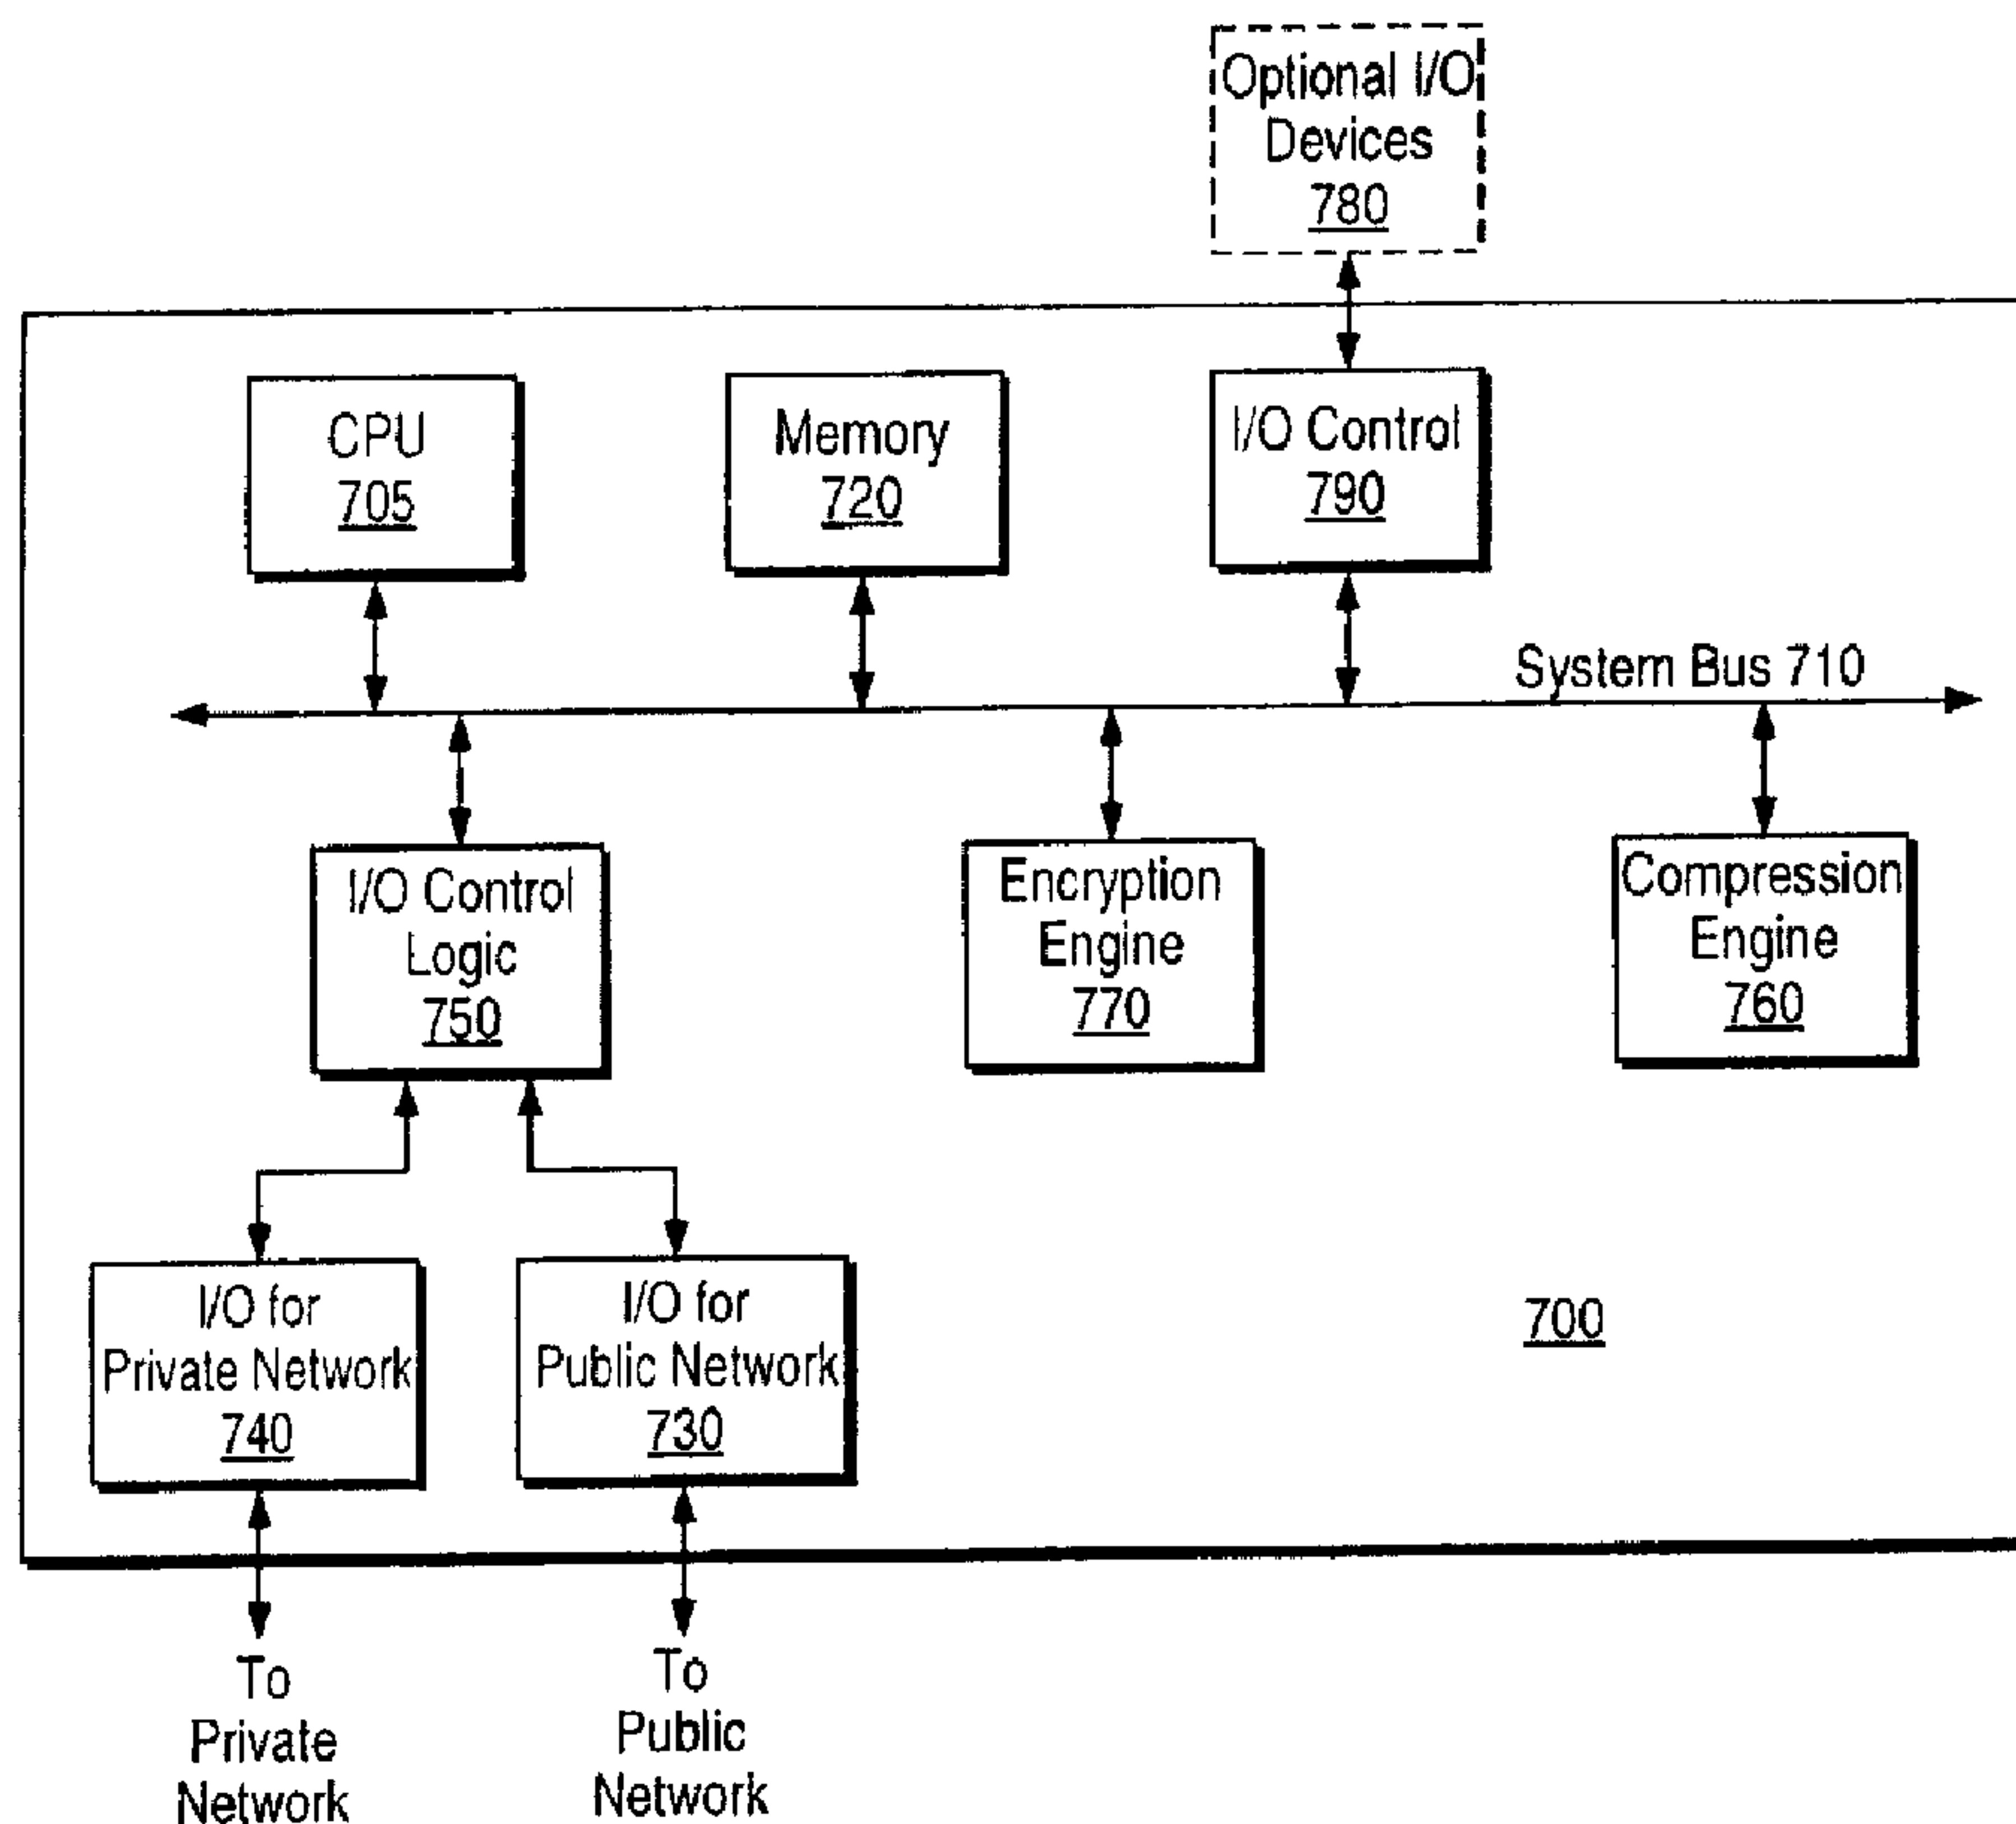 Optional I/O
Devices
780
CPU
705
Memory
720
I/O Control
790
System Bus 710
I/O Control
Logic
750
Encryption
Engine
770
Compression
Engine
760
I/O for
Private Network
740
I/O for
Public Network
730
700
To
Private
Network
To
Public
Network